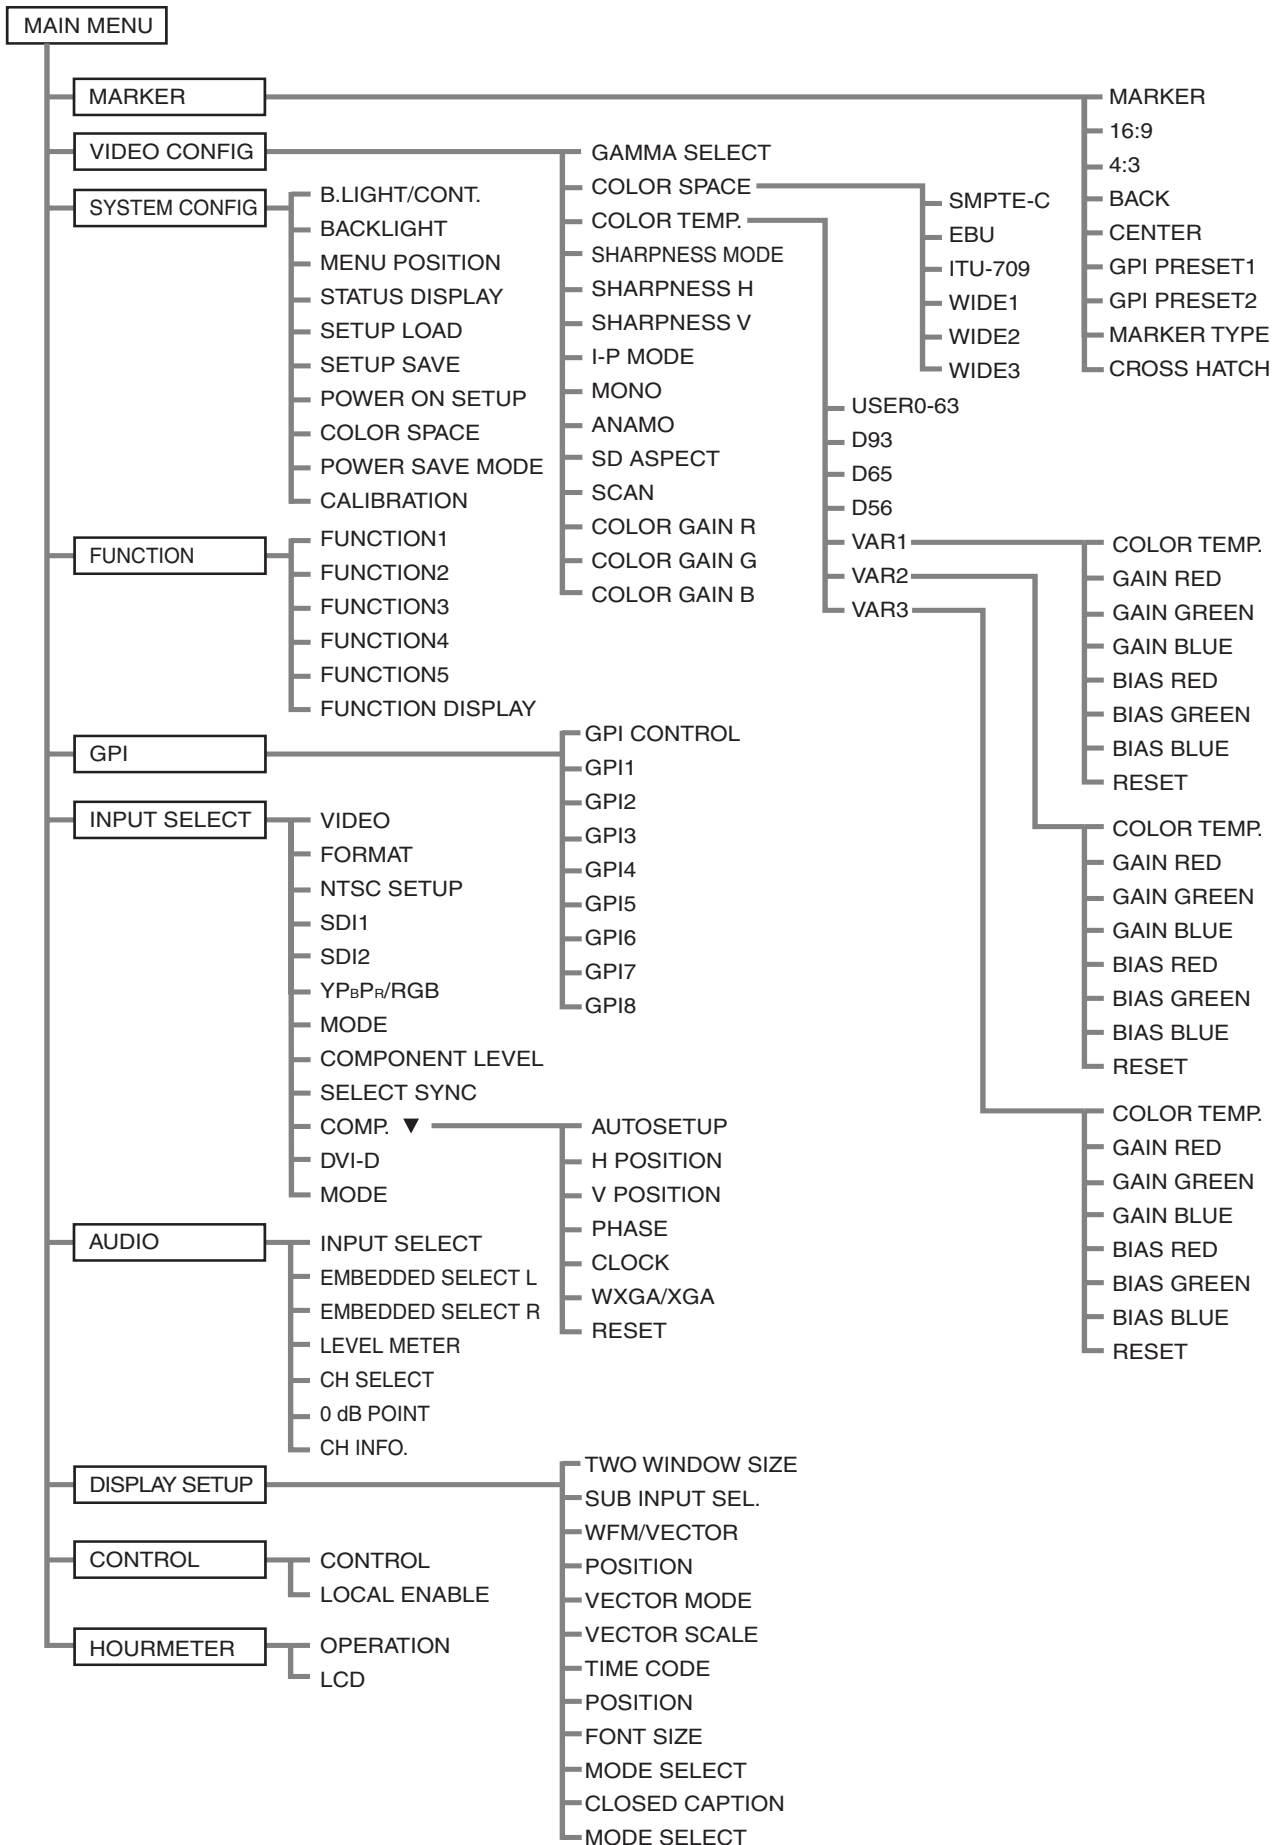 MAIN MENU
MARKER
MARKER
16:9
4:3
BACK
CENTER
GPI PRESET1
GPI PRESET2
MARKER TYPE
CROSS HATCH
VIDEO CONFIG
GAMMA SELECT
COLOR SPACE
SMPTE-C
EBU
ITU-709
WIDE1
WIDE2
WIDE3
COLOR TEMP.
USER0-63
D93
D65
D56
VAR1
COLOR TEMP.
GAIN RED
GAIN GREEN
GAIN BLUE
BIAS RED
BIAS GREEN
BIAS BLUE
RESET
VAR2
COLOR TEMP.
GAIN RED
GAIN GREEN
GAIN BLUE
BIAS RED
BIAS GREEN
BIAS BLUE
RESET
VAR3
COLOR TEMP.
GAIN RED
GAIN GREEN
GAIN BLUE
BIAS RED
BIAS GREEN
BIAS BLUE
RESET
SHARPNESS MODE
SHARPNESS H
SHARPNESS V
I-P MODE
MONO
ANAMO
SD ASPECT
SCAN
COLOR GAIN R
COLOR GAIN G
COLOR GAIN B
SYSTEM CONFIG
B.LIGHT/CONT.
BACKLIGHT
MENU POSITION
STATUS DISPLAY
SETUP LOAD
SETUP SAVE
POWER ON SETUP
COLOR SPACE
POWER SAVE MODE
CALIBRATION
FUNCTION
FUNCTION1
FUNCTION2
FUNCTION3
FUNCTION4
FUNCTION5
FUNCTION DISPLAY
GPI
GPI CONTROL
GPI1
GPI2
GPI3
GPI4
GPI5
GPI6
GPI7
GPI8
INPUT SELECT
VIDEO
FORMAT
NTSC SETUP
SDI1
SDI2
YPBPR/RGB
MODE
COMPONENT LEVEL
SELECT SYNC
COMP. ▼
AUTOSETUP
H POSITION
V POSITION
PHASE
CLOCK
WXGA/XGA
RESET
DVI-D
MODE
AUDIO
INPUT SELECT
EMBEDDED SELECT L
EMBEDDED SELECT R
LEVEL METER
CH SELECT
0 dB POINT
CH INFO.
DISPLAY SETUP
TWO WINDOW SIZE
SUB INPUT SEL.
WFM/VECTOR
POSITION
VECTOR MODE
VECTOR SCALE
TIME CODE
POSITION
FONT SIZE
MODE SELECT
CLOSED CAPTION
MODE SELECT
CONTROL
CONTROL
LOCAL ENABLE
HOURMETER
OPERATION
LCD